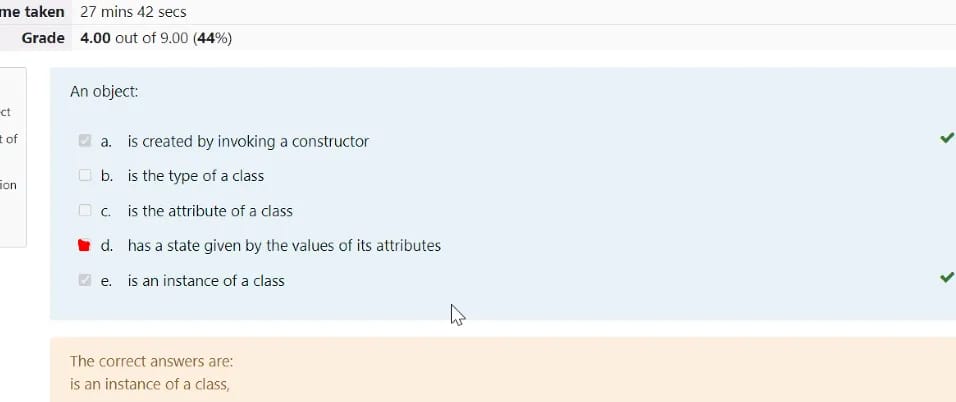 me taken 27 mins 42 secs
Grade 4.00 out of 9.00 (44%)
An object:
ct
t of
ion
a. is created by invoking a constructor
b. is the type of a class
c. is the attribute of a class
d. has a state given by the values of its attributes
e. is an instance of a class
The correct answers are:
is an instance of a class,